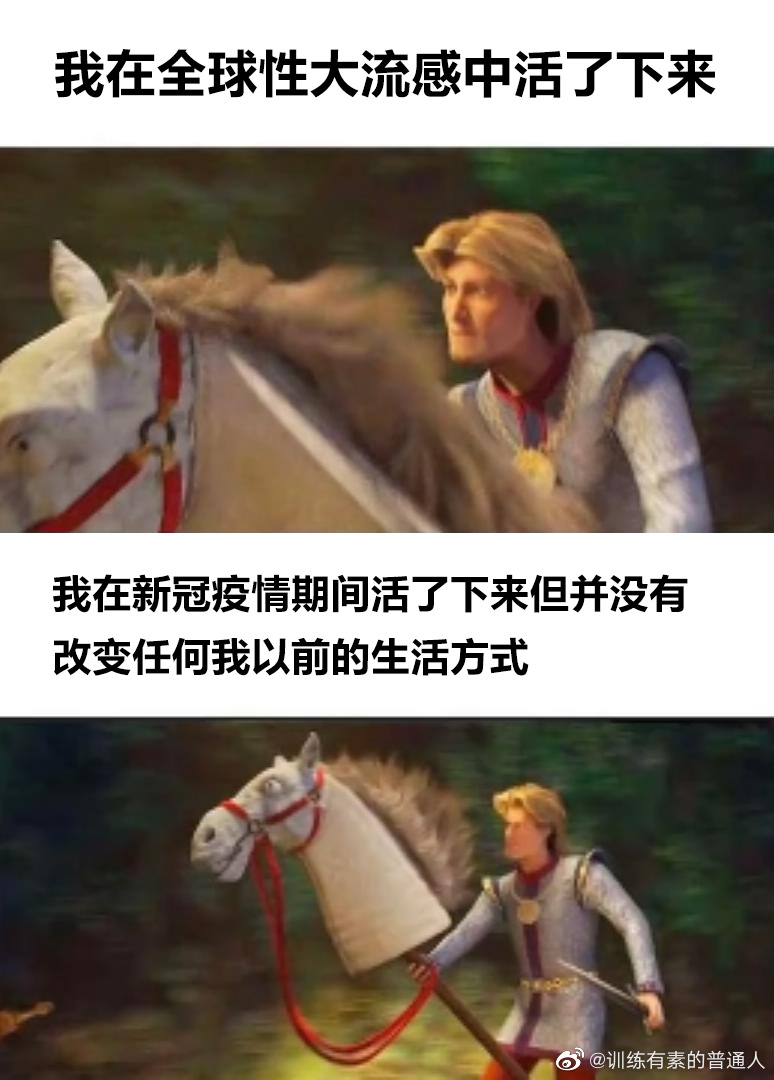 我在全球性大流感中活了下来
我在新冠疫情期间活了下来但并没有
改变任何我以前的生活方式
@训练有素的普通人